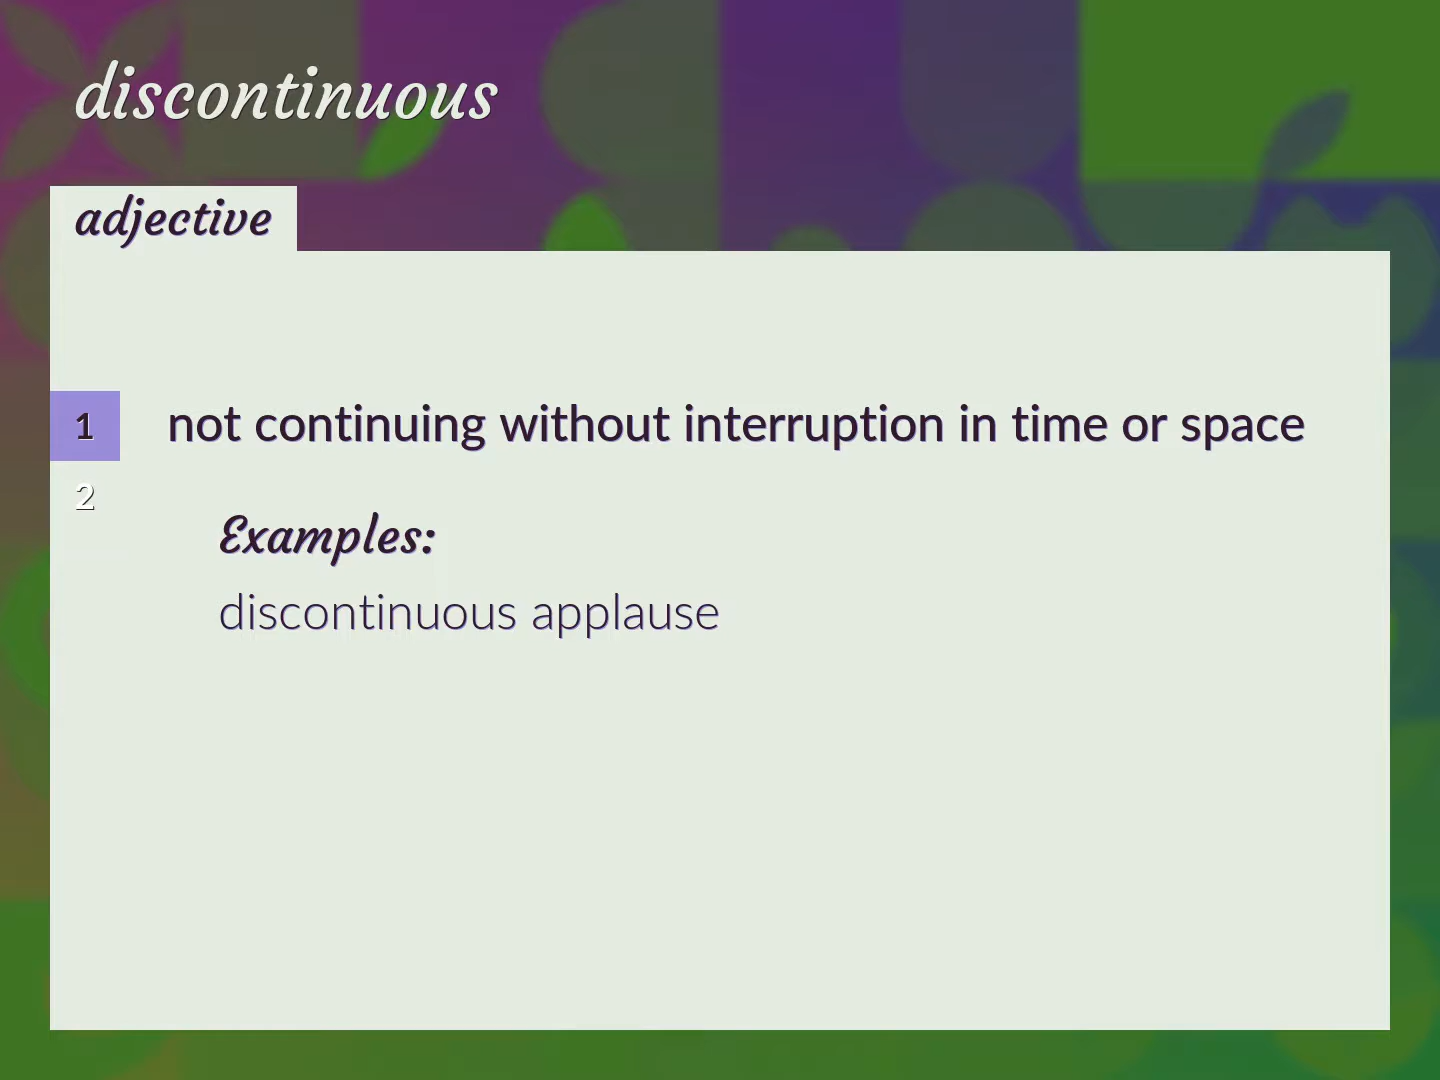 discontinuous
adjective
1 not continuing without interruption in time or space
2
Examples:
discontinuous applause